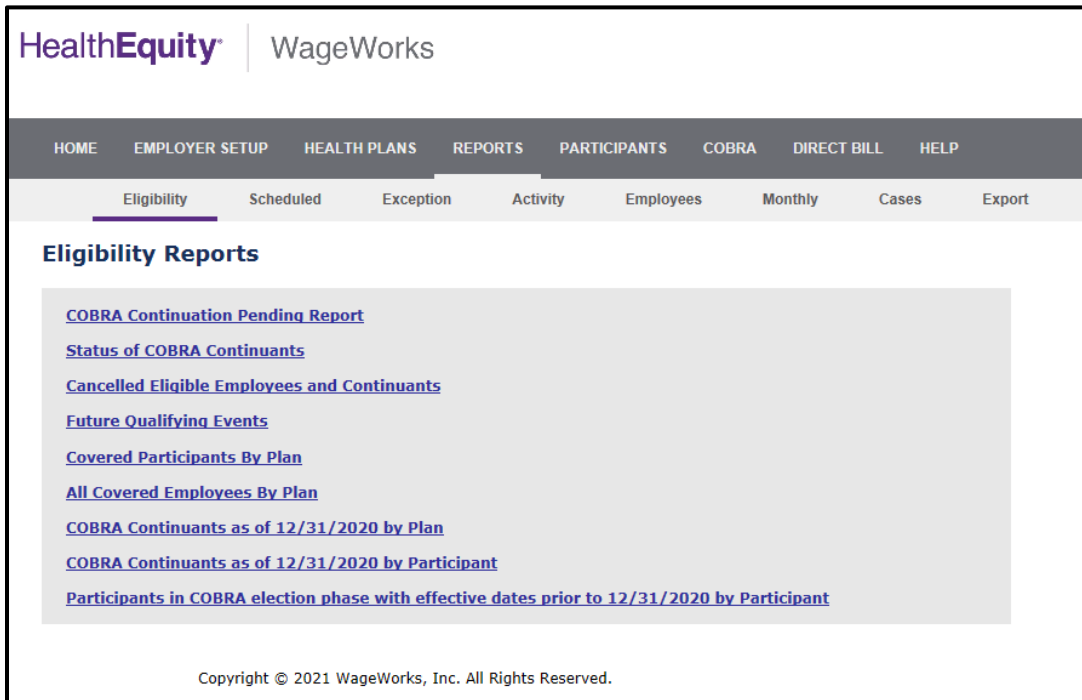 HealthEquity® | WageWorks
HOME EMPLOYER SETUP HEALTH PLANS REPORTS PARTICIPANTS COBRA DIRECT BILL HELP
Eligibility Scheduled Exception Activity Employees Monthly Cases Export
Eligibility Reports
COBRA Continuation Pending Report
Status of COBRA Continuants
Cancelled Eligible Employees and Continuants
Future Qualifying Events
Covered Participants By Plan
All Covered Employees By Plan
COBRA Continuants as of 12/31/2020 by Plan
COBRA Continuants as of 12/31/2020 by Participant
Participants in COBRA election phase with effective dates prior to 12/31/2020 by Participant
Copyright © 2021 WageWorks, Inc. All Rights Reserved.